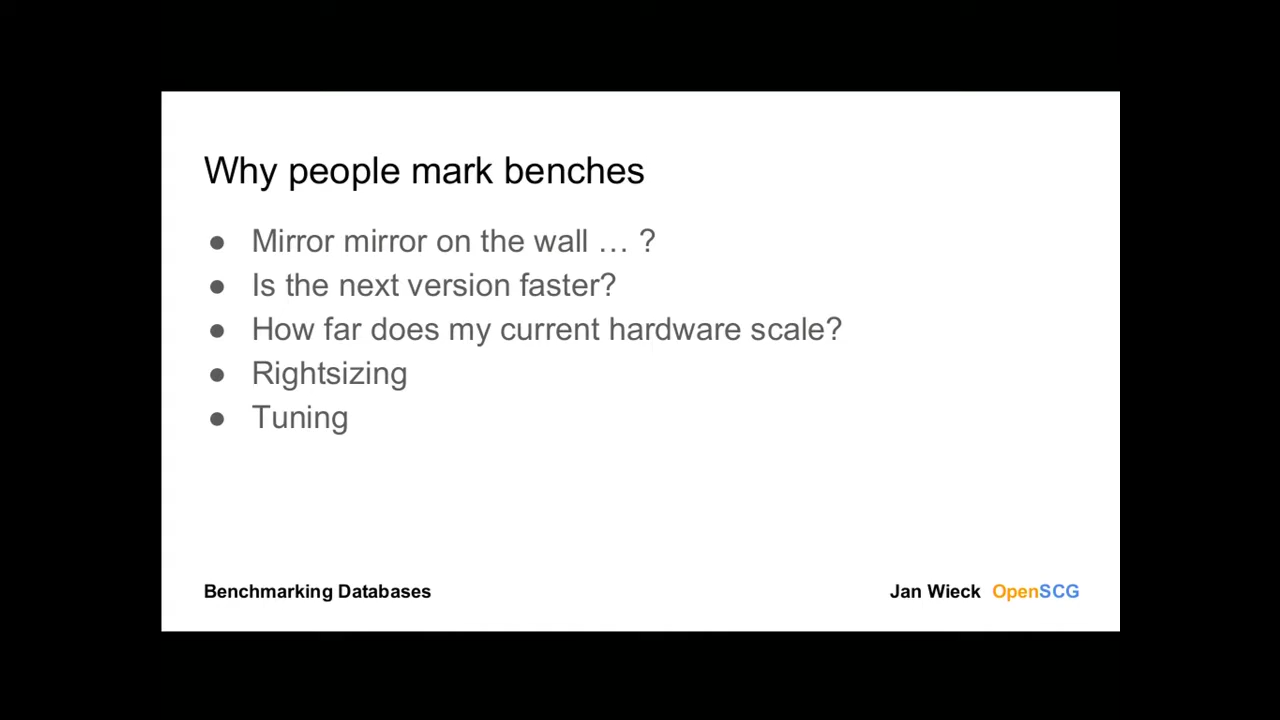 Why people mark benches
● Mirror mirror on the wall … ?
● Is the next version faster?
● How far does my current hardware scale?
● Rightsizing
● Tuning
Benchmarking Databases
Jan Wieck OpenSCG